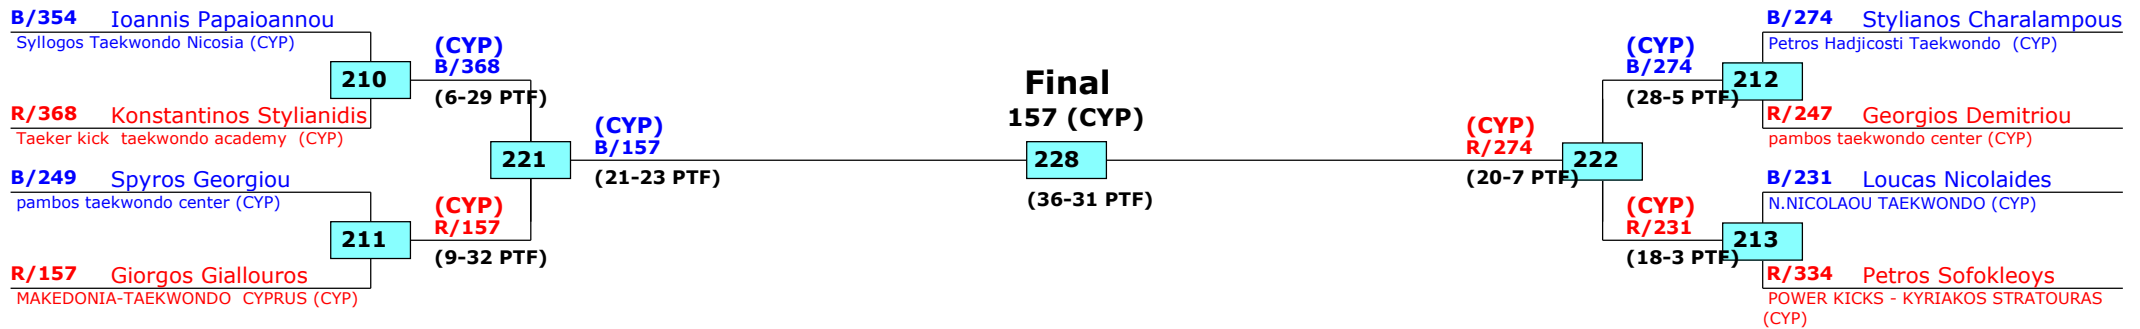 B/354 Ioannis Papaioannou
Syllogos Taekwondo Nicosia (CYP)
210
R/368 Konstantinos Stylianidis
Taeker kick taekwondo academy (CYP)
(CYP)
B/368
(6-29 PTF)
B/249 Spyros Georgiou
pambos taekwondo center (CYP)
211
R/157 Giorgos Giallouros
MAKEDONIA-TAEKWONDO CYPRUS (CYP)
(CYP)
R/157
(9-32 PTF)
221
(CYP)
B/157
(21-23 PTF)
Final
157 (CYP)
228
(36-31 PTF)
(CYP)
R/274
(20-7 PTF)
222
(CYP)
B/274
(28-5 PTF)
212
B/274 Stylianos Charalampous
Petros Hadjicosti Taekwondo (CYP)
R/247 Georgios Demitriou
pambos taekwondo center (CYP)
(CYP)
R/231
(18-3 PTF)
213
B/231 Loucas Nicolaides
N.NICOLAOU TAEKWONDO (CYP)
R/334 Petros Sofokleoys
POWER KICKS - KYRIAKOS STRATOURAS
(CYP)